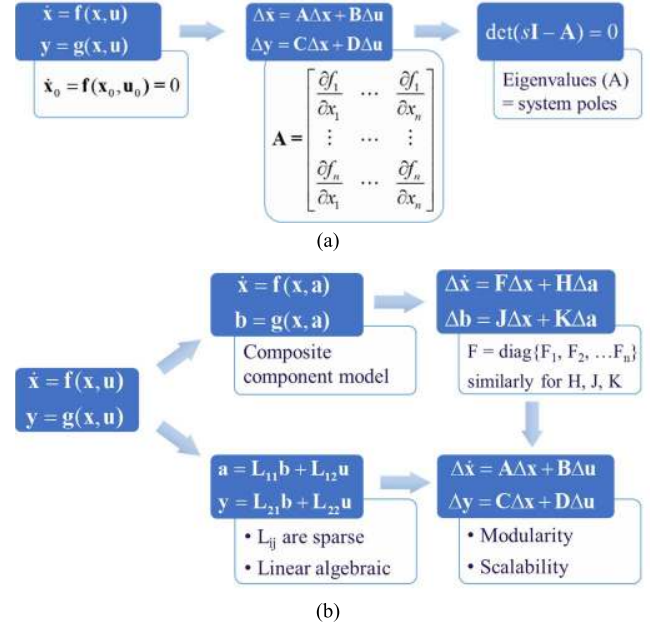 ẋ = f(x,u)
y = g(x,u)
ẋ₀ = f(x₀,u₀) = 0
Δẋ = AΔx + BΔu
Δy = CΔx + DΔu
A = [∂f₁/∂x₁ ⋯ ∂f₁/∂xₙ
⋮ ⋯ ⋮
∂fₙ/∂x₁ ⋯ ∂fₙ/∂xₙ]
det(sI − A) = 0
Eigenvalues (A)
= system poles
(a)
ẋ = f(x,u)
y = g(x,u)
ẋ = f(x,a)
b = g(x,a)
Composite
component model
Δẋ = FΔx + HΔa
Δb = JΔx + KΔa
F = diag{F₁, F₂, …Fₙ}
similarly for H, J, K
a = L₁₁b + L₁₂u
y = L₂₁b + L₂₂u
• Lᵢⱼ are sparse
• Linear algebraic
Δẋ = AΔx + BΔu
Δy = CΔx + DΔu
• Modularity
• Scalability
(b)